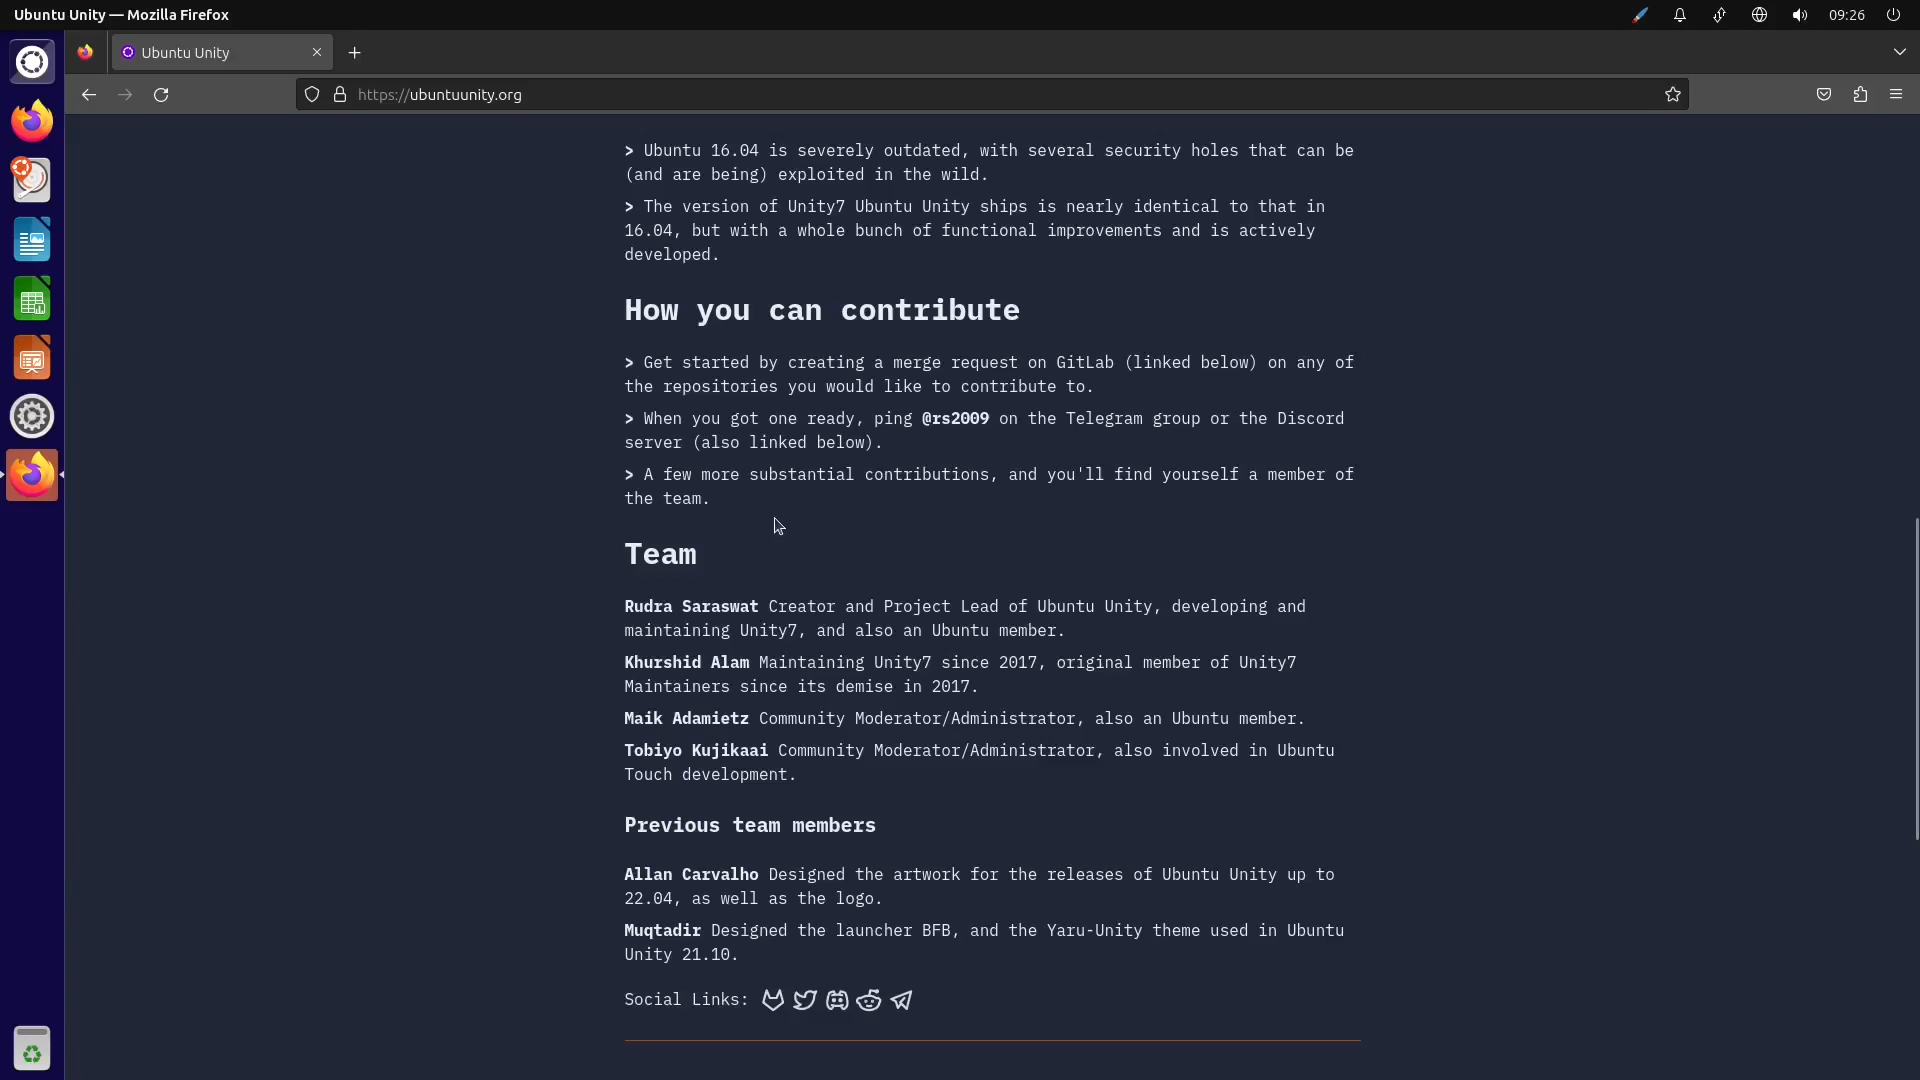 Ubuntu Unity — Mozilla Firefox
09:26
Ubuntu Unity
https://ubuntuunity.org
> Ubuntu 16.04 is severely outdated, with several security holes that can be
(and are being) exploited in the wild.
> The version of Unity7 Ubuntu Unity ships is nearly identical to that in
16.04, but with a whole bunch of functional improvements and is actively
developed.
How you can contribute
> Get started by creating a merge request on GitLab (linked below) on any of
the repositories you would like to contribute to.
> When you got one ready, ping @rs2009 on the Telegram group or the Discord
server (also linked below).
> A few more substantial contributions, and you'll find yourself a member of
the team.
Team
Rudra Saraswat Creator and Project Lead of Ubuntu Unity, developing and
maintaining Unity7, and also an Ubuntu member.
Khurshid Alam Maintaining Unity7 since 2017, original member of Unity7
Maintainers since its demise in 2017.
Maik Adamietz Community Moderator/Administrator, also an Ubuntu member.
Tobiyo Kujikaai Community Moderator/Administrator, also involved in Ubuntu
Touch development.
Previous team members
Allan Carvalho Designed the artwork for the releases of Ubuntu Unity up to
22.04, as well as the logo.
Muqtadir Designed the launcher BFB, and the Yaru-Unity theme used in Ubuntu
Unity 21.10.
Social Links: